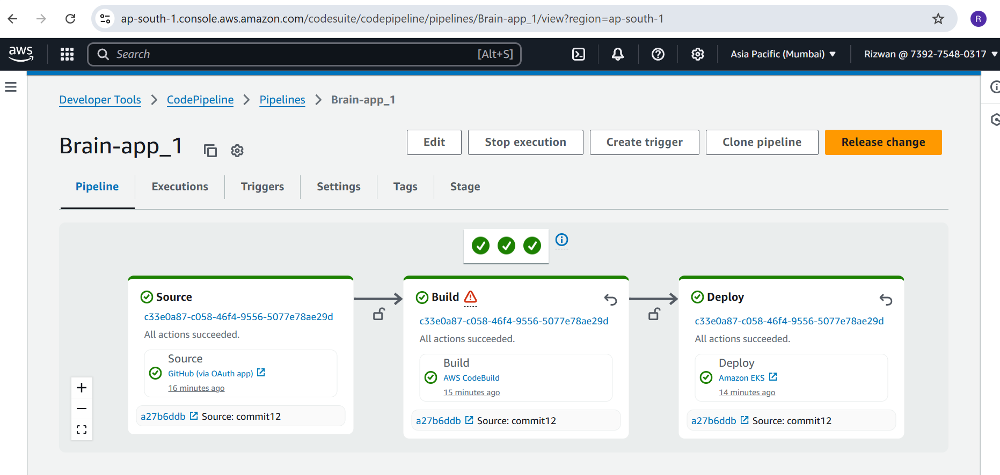 ap-south-1.console.aws.amazon.com/codesuite/codepipeline/pipelines/Brain-app_1/view?region=ap-south-1
R
aws
Search
[Alt+S]
Asia Pacific (Mumbai)
Rizwan @ 7392-7548-0317
Developer Tools
CodePipeline
Pipelines
Brain-app_1
Brain-app_1
Edit
Stop execution
Create trigger
Clone pipeline
Release change
Pipeline
Executions
Triggers
Settings
Tags
Stage
Source
c33e0a87-c058-46f4-9556-5077e78ae29d
All actions succeeded.
Source
GitHub (via OAuth app)
16 minutes ago
a27b6ddb Source: commit12
Build
c33e0a87-c058-46f4-9556-5077e78ae29d
All actions succeeded.
Build
AWS CodeBuild
15 minutes ago
a27b6ddb Source: commit12
Deploy
c33e0a87-c058-46f4-9556-5077e78ae29d
All actions succeeded.
Deploy
Amazon EKS
14 minutes ago
a27b6ddb Source: commit12